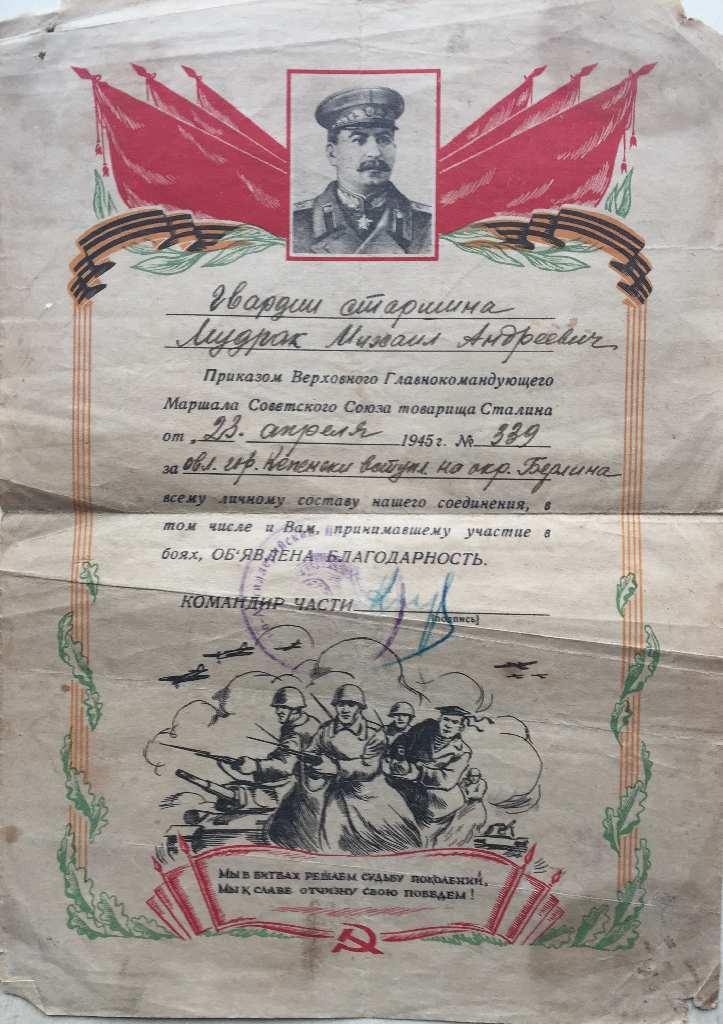 Гвардии старшина
Мудрак Михаил Андреевич
Приказом Верховного Главнокомандующего
Маршала Советского Союза товарища Сталина
от „23. апреля 1945 г. № 339
за овл. гор. Кепеник и вступл. на окр. Берлина
всему личному составу нашего соединения, в
том числе и Вам, принимавшему участие в
боях, ОБ'ЯВЛЕНА БЛАГОДАРНОСТЬ.
КОМАНДИР ЧАСТИ
(подпись)
МЫ В БИТВАХ РЕШАЕМ СУДЬБУ ПОКОЛЕНИЙ,
МЫ К СЛАВЕ ОТЧИЗНУ СВОЮ ПОВЕДЕМ!